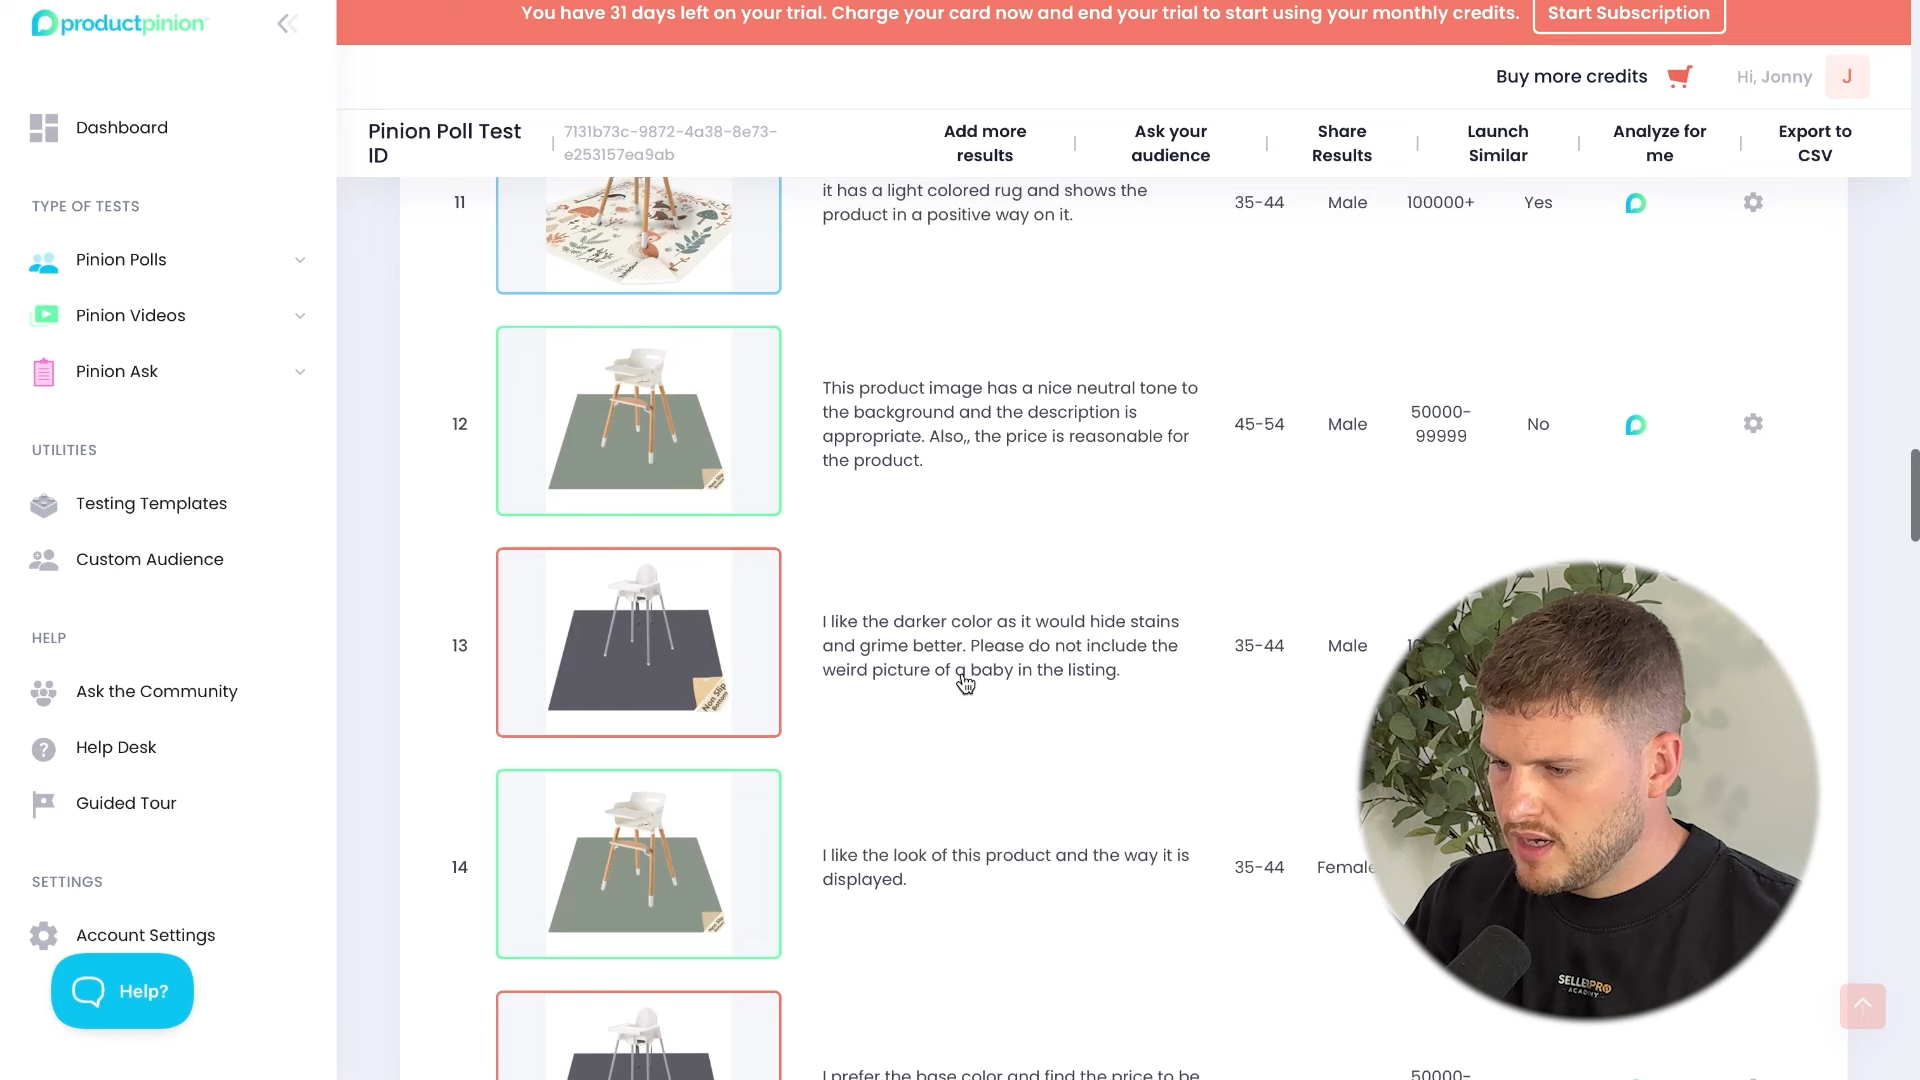 productpinion
You have 31 days left on your trial. Charge your card now and end your trial to start using your monthly credits.
Start Subscription
Buy more credits
Hi, Jonny
J
Dashboard
TYPE OF TESTS
Pinion Polls
Pinion Videos
Pinion Ask
UTILITIES
Testing Templates
Custom Audience
HELP
Ask the Community
Help Desk
Guided Tour
SETTINGS
Account Settings
Help?
Pinion Poll Test
ID
7131b73c-9872-4a38-8e73-
e253157ea9ab
Add more
results
Ask your
audience
Share
Results
Launch
Similar
Analyze for
me
Export to
CSV
11
it has a light colored rug and shows the
product in a positive way on it.
35-44
Male
100000+
Yes
12
Non Slip
This product image has a nice neutral tone to
the background and the description is
appropriate. Also,, the price is reasonable for
the product.
45-54
Male
50000-
99999
No
13
Non Slip
Bottom
I like the darker color as it would hide stains
and grime better. Please do not include the
weird picture of a baby in the listing.
35-44
Male
14
Non Slip
I like the look of this product and the way it is
displayed.
35-44
Female
I prefer the base color and find the price to be
50000-
SELLERPRO
ACADEMY